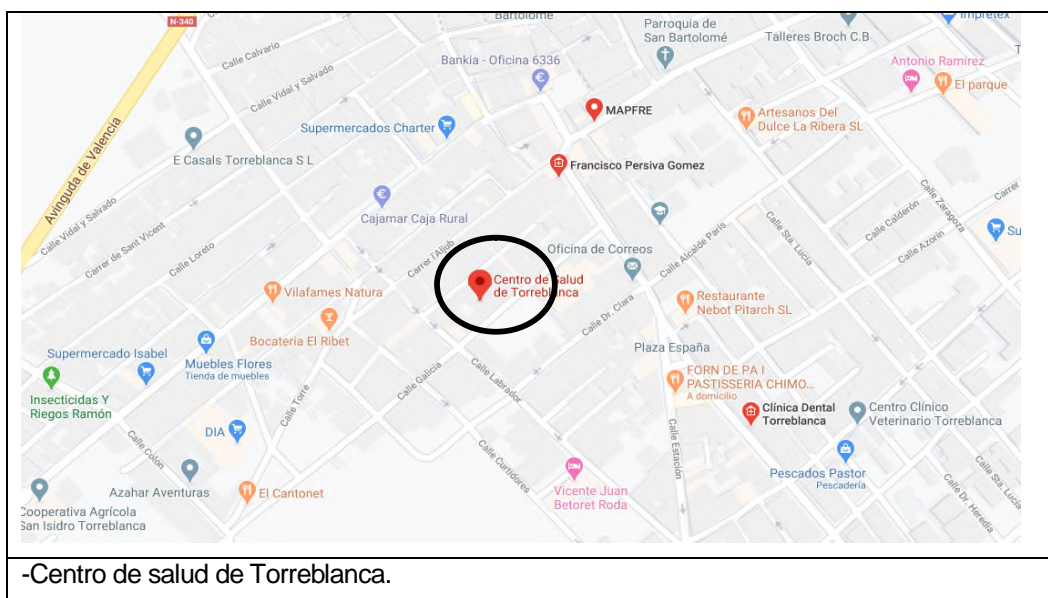 N-340
Bartolomé
Parroquia de
San Bartolomé
Talleres Broch C.B
Impretex
Calle Calvario
Bankia - Oficina 6336
Antonio Ramirez
El parque
Calle Vidal y Salvado
MAPFRE
Artesanos Del
Dulce La Ribera SL
Supermercados Charter
E Casals Torreblanca S L
Avinguda de Valencia
Francisco Persiva Gomez
Calle Vidal y Salvado
Cajamar Caja Rural
Calle Zaragoza
Carrer
Calle Calderón
Calle Sta. Lucía
Calle Alcalde Paris
Calle Azorín
Su
Carrer de Sant Vicent
Calle Loreto
Carrer l'Aljub
Oficina de Correos
Centro de Salud
de Torreblanca
Vilafames Natura
Restaurante
Nebot Pitarch SL
Calle Dr. Clara
Bocateria El Ribet
Plaza España
Supermercado Isabel
Muebles Flores
Tienda de muebles
Calle Galicia
Calle Labrador
FORN DE PA I
PASTISSERIA CHIMO...
A domicilio
Insecticidas Y
Riegos Ramón
Calle Torre
Clínica Dental
Torreblanca
Centro Clínico
Veterinario Torreblanca
DIA
Calle Colon
Calle Estación
Calle Curtidores
Pescados Pastor
Pescadería
Calle Sta. Lucía
Azahar Aventuras
El Cantonet
Vicente Juan
Betoret Roda
Calle Dr. Heredia
Cooperativa Agrícola
San Isidro Torreblanca
-Centro de salud de Torreblanca.